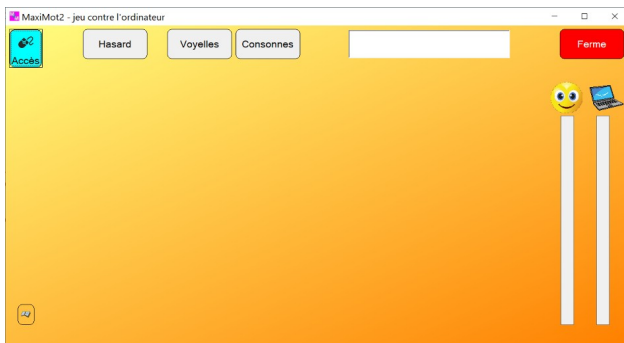 MaxiMot2 - jeu contre l'ordinateur
Accès
Hasard
Voyelles
Consonnes
Ferme